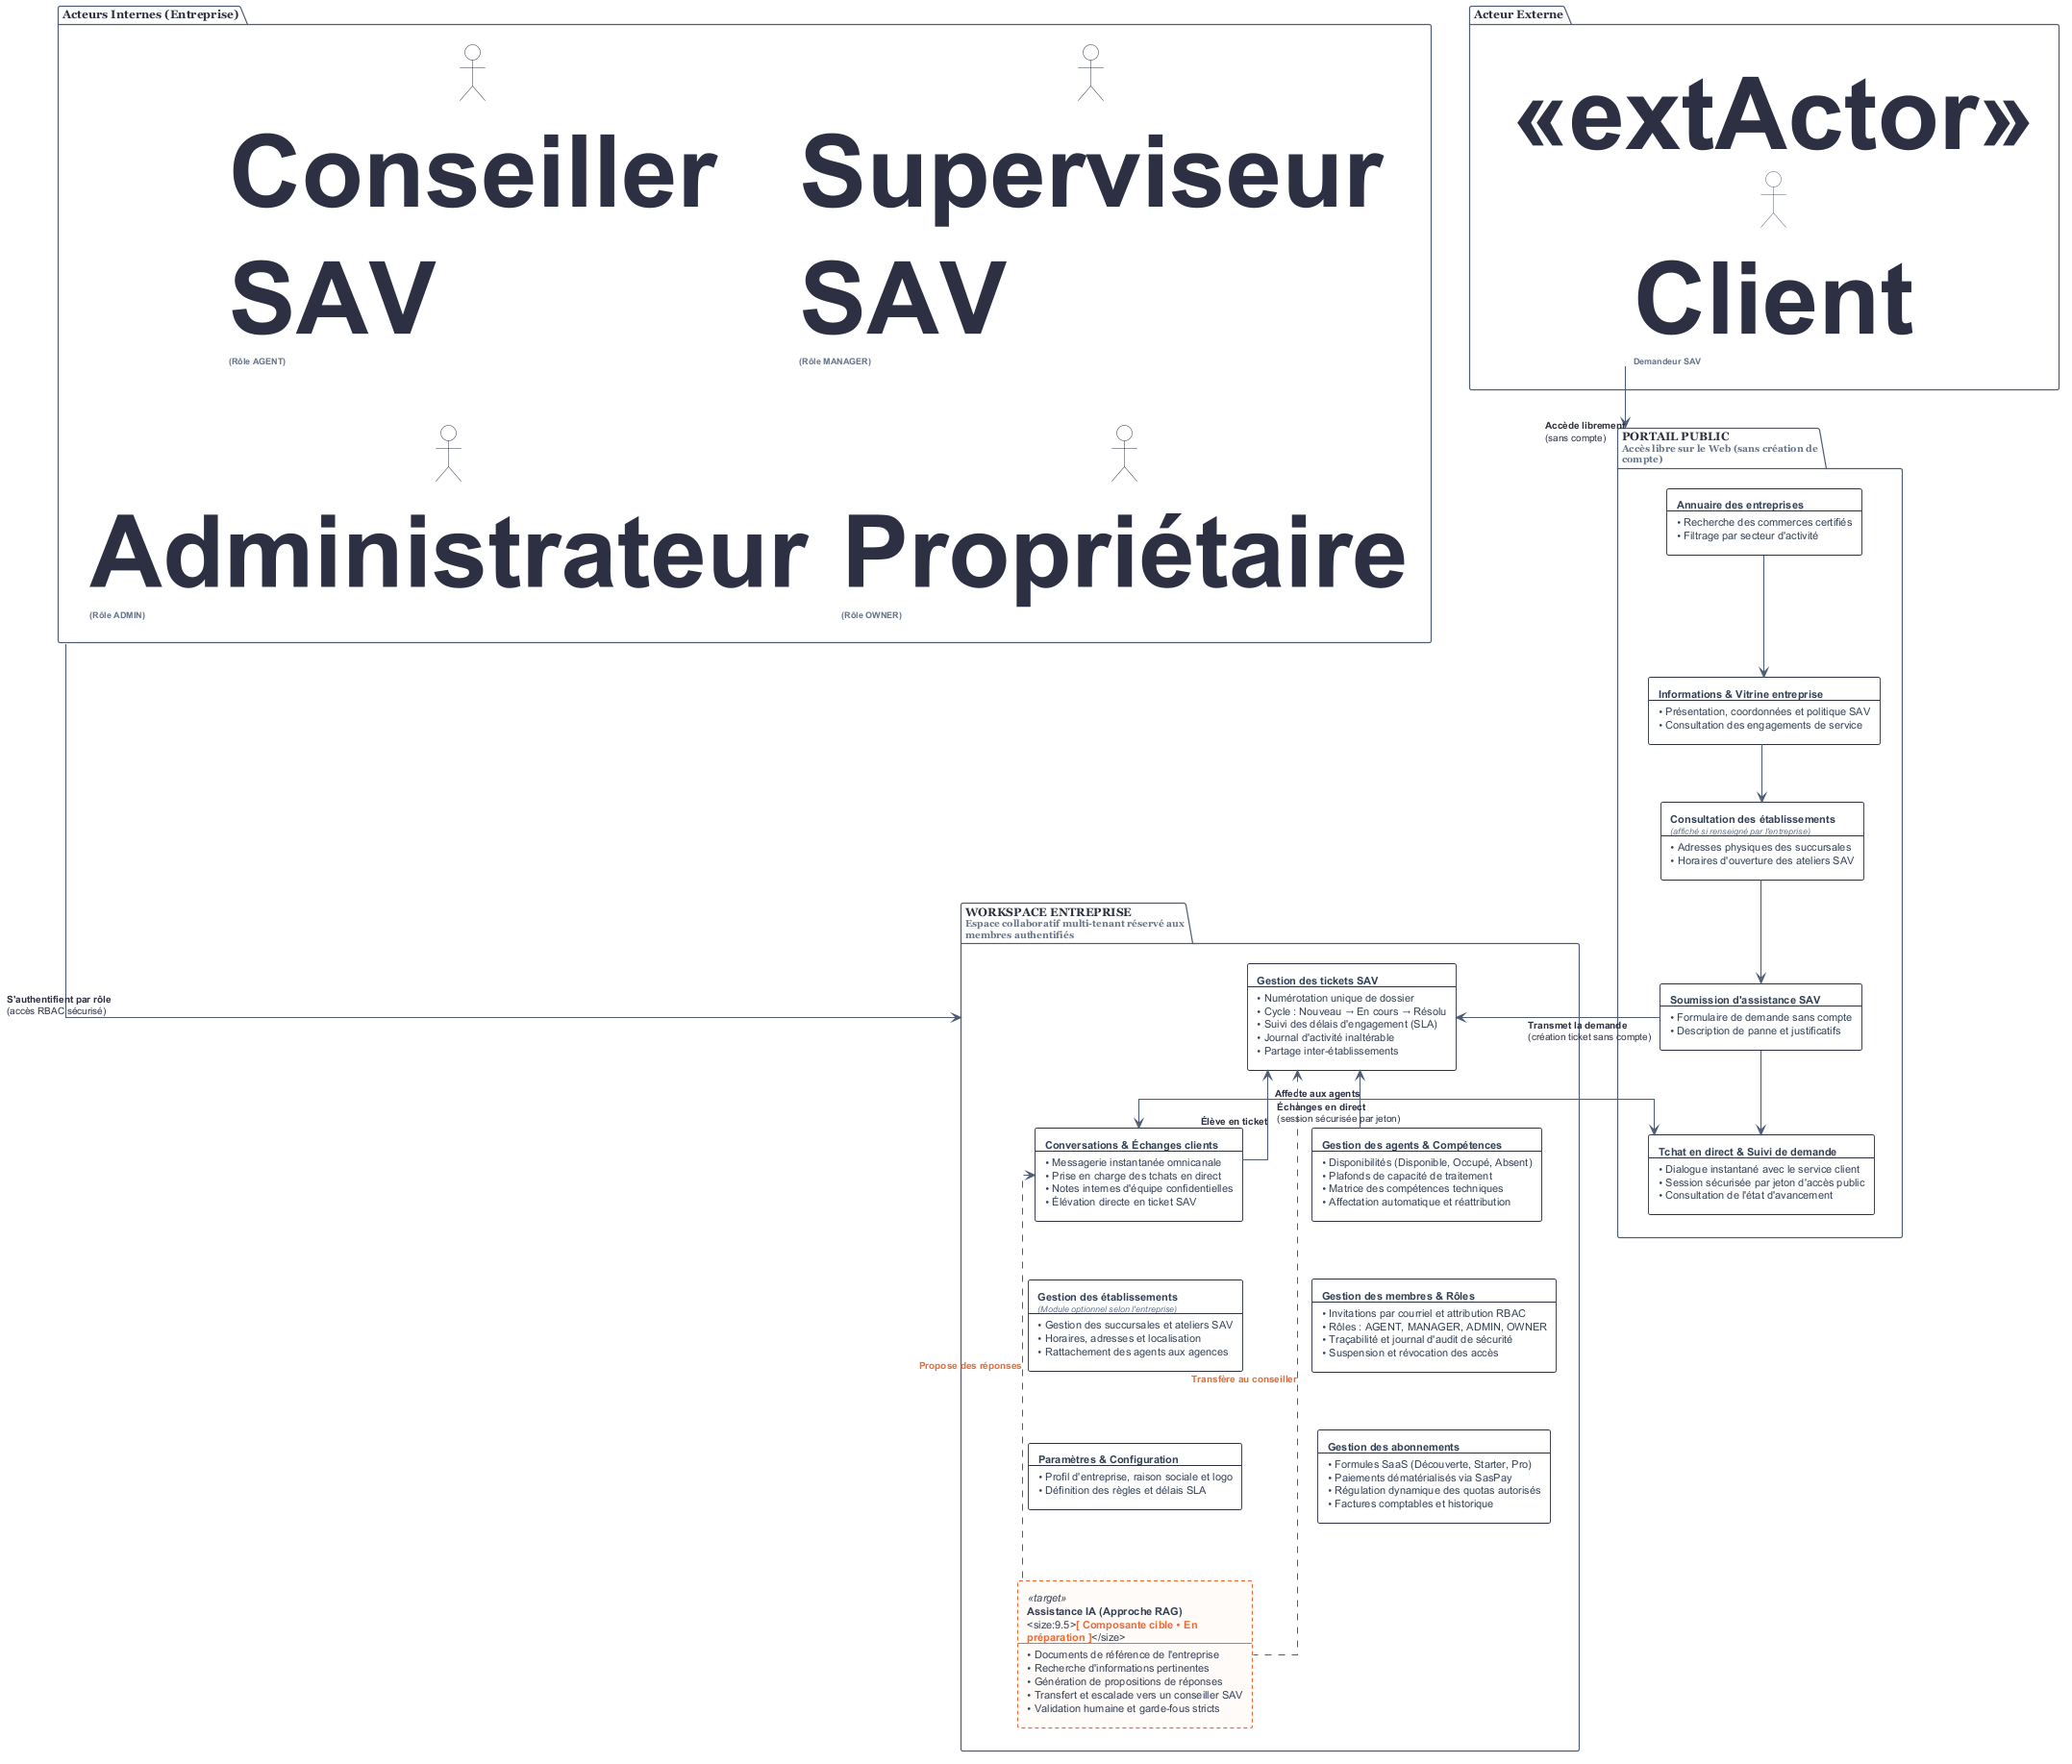 Acteurs Internes (Entreprise)
Conseiller
SAV
(Rôle AGENT)
Superviseur
SAV
(Rôle MANAGER)
Administrateur
(Rôle ADMIN)
Propriétaire
(Rôle OWNER)
Acteur Externe
«extActor»
Client
Demandeur SAV
Accède librement
(sans compte)
PORTAIL PUBLIC
Accès libre sur le Web (sans création de
compte)
Annuaire des entreprises
• Recherche des commerces certifiés
• Filtrage par secteur d'activité
Informations & Vitrine entreprise
• Présentation, coordonnées et politique SAV
• Consultation des engagements de service
Consultation des établissements
(affiché si renseigné par l'entreprise)
• Adresses physiques des succursales
• Horaires d'ouverture des ateliers SAV
Soumission d'assistance SAV
• Formulaire de demande sans compte
• Description de panne et justificatifs
Tchat en direct & Suivi de demande
• Dialogue instantané avec le service client
• Session sécurisée par jeton d'accès public
• Consultation de l'état d'avancement
S'authentifient par rôle
(accès RBAC sécurisé)
Transmet la demande
(création ticket sans compte)
WORKSPACE ENTREPRISE
Espace collaboratif multi-tenant réservé aux
membres authentifiés
Gestion des tickets SAV
• Numérotation unique de dossier
• Cycle : Nouveau → En cours → Résolu
• Suivi des délais d'engagement (SLA)
• Journal d'activité inaltérable
• Partage inter-établissements
Affecte aux agents
Échanges en direct
(session sécurisée par jeton)
Élève en ticket
Conversations & Échanges clients
• Messagerie instantanée omnicanale
• Prise en charge des tchats en direct
• Notes internes d'équipe confidentielles
• Élévation directe en ticket SAV
Gestion des agents & Compétences
• Disponibilités (Disponible, Occupé, Absent)
• Plafonds de capacité de traitement
• Matrice des compétences techniques
• Affectation automatique et réattribution
Gestion des établissements
(Module optionnel selon l'entreprise)
• Gestion des succursales et ateliers SAV
• Horaires, adresses et localisation
• Rattachement des agents aux agences
Gestion des membres & Rôles
• Invitations par courriel et attribution RBAC
• Rôles : AGENT, MANAGER, ADMIN, OWNER
• Traçabilité et journal d'audit de sécurité
• Suspension et révocation des accès
Propose des réponses
Transfère au conseiller
Paramètres & Configuration
• Profil d'entreprise, raison sociale et logo
• Définition des règles et délais SLA
Gestion des abonnements
• Formules SaaS (Découverte, Starter, Pro)
• Paiements dématérialisés via SasPay
• Régulation dynamique des quotas autorisés
• Factures comptables et historique
«target»
Assistance IA (Approche RAG)
<size:9.5>[ Composante cible • En
préparation ]</size>
• Documents de référence de l'entreprise
• Recherche d'informations pertinentes
• Génération de propositions de réponses
• Transfert et escalade vers un conseiller SAV
• Validation humaine et garde-fous stricts